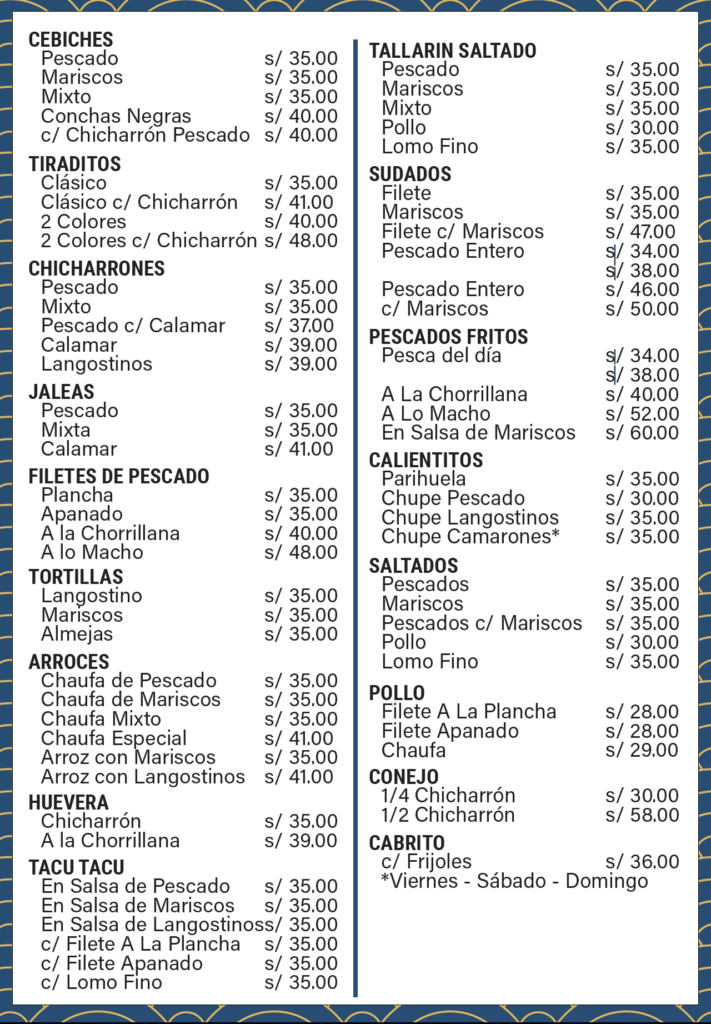 CEBICHES
Pescado s/ 35.00
Mariscos s/ 35.00
Mixto s/ 35.00
Conchas Negras s/ 40.00
c/ Chicharrón Pescado s/ 40.00
TIRADITOS
Clásico s/ 35.00
Clásico c/ Chicharrón s/ 41.00
2 Colores s/ 40.00
2 Colores c/ Chicharrón s/ 48.00
CHICHARRONES
Pescado s/ 35.00
Mixto s/ 35.00
Pescado c/ Calamar s/ 37.00
Calamar s/ 39.00
Langostinos s/ 39.00
JALEAS
Pescado s/ 35.00
Mixta s/ 35.00
Calamar s/ 41.00
FILETES DE PESCADO
Plancha s/ 35.00
Apanado s/ 35.00
A la Chorrillana s/ 40.00
A lo Macho s/ 48.00
TORTILLAS
Langostino s/ 35.00
Mariscos s/ 35.00
Almejas s/ 35.00
ARROCES
Chaufa de Pescado s/ 35.00
Chaufa de Mariscos s/ 35.00
Chaufa Mixto s/ 35.00
Chaufa Especial s/ 41.00
Arroz con Mariscos s/ 35.00
Arroz con Langostinos s/ 41.00
HUEVERA
Chicharrón s/ 35.00
A la Chorrillana s/ 39.00
TACU TACU
En Salsa de Pescado s/ 35.00
En Salsa de Mariscos s/ 35.00
En Salsa de Langostinos s/ 35.00
c/ Filete A La Plancha s/ 35.00
c/ Filete Apanado s/ 35.00
c/ Lomo Fino s/ 35.00
TALLARIN SALTADO
Pescado s/ 35.00
Mariscos s/ 35.00
Mixto s/ 35.00
Pollo s/ 30.00
Lomo Fino s/ 35.00
SUDADOS
Filete s/ 35.00
Mariscos s/ 35.00
Filete c/ Mariscos s/ 47.00
Pescado Entero s/ 34.00
s/ 38.00
Pescado Entero s/ 46.00
c/ Mariscos s/ 50.00
PESCADOS FRITOS
Pesca del día s/ 34.00
s/ 38.00
A La Chorrillana s/ 40.00
A Lo Macho s/ 52.00
En Salsa de Mariscos s/ 60.00
CALIENTITOS
Parihuela s/ 35.00
Chupe Pescado s/ 30.00
Chupe Langostinos s/ 35.00
Chupe Camarones* s/ 35.00
SALTADOS
Pescados s/ 35.00
Mariscos s/ 35.00
Pescados c/ Mariscos s/ 35.00
Pollo s/ 30.00
Lomo Fino s/ 35.00
POLLO
Filete A La Plancha s/ 28.00
Filete Apanado s/ 28.00
Chaufa s/ 29.00
CONEJO
1/4 Chicharrón s/ 30.00
1/2 Chicharrón s/ 58.00
CABRITO
c/ Frijoles s/ 36.00
*Viernes - Sábado - Domingo